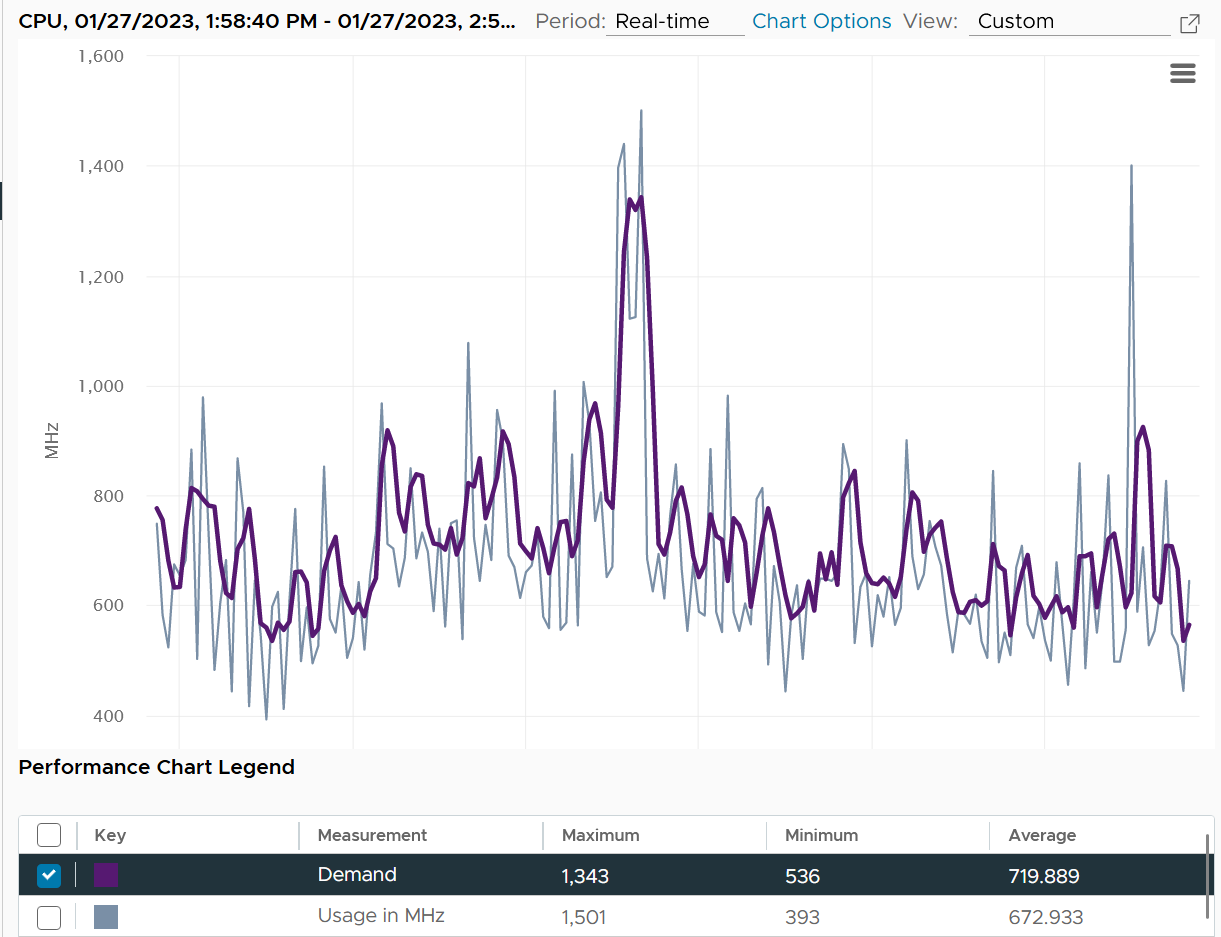 CPU, 01/27/2023, 1:58:40 PM - 01/27/2023, 2:5... Period: Real-time Chart Options View: Custom
1,600
1,400
1,200
1,000
800
600
400
MHz
Performance Chart Legend
Key Measurement Maximum Minimum Average
Demand 1,343 536 719.889
Usage in MHz 1,501 393 672.933